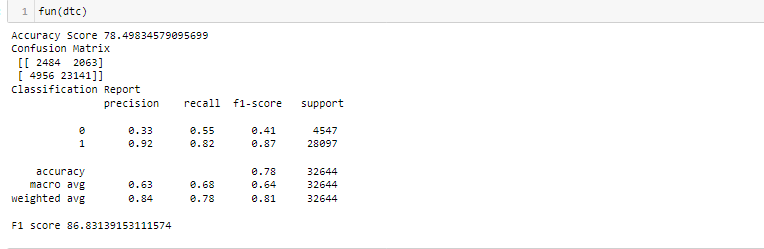 1 fun(dtc)
Accuracy Score 78.49834579095699
Confusion Matrix
[[ 2484 2063]
[ 4956 23141]]
Classification Report
precision recall f1-score support
0 0.33 0.55 0.41 4547
1 0.92 0.82 0.87 28097
accuracy 0.78 32644
macro avg 0.63 0.68 0.64 32644
weighted avg 0.84 0.78 0.81 32644
F1 score 86.83139153111574